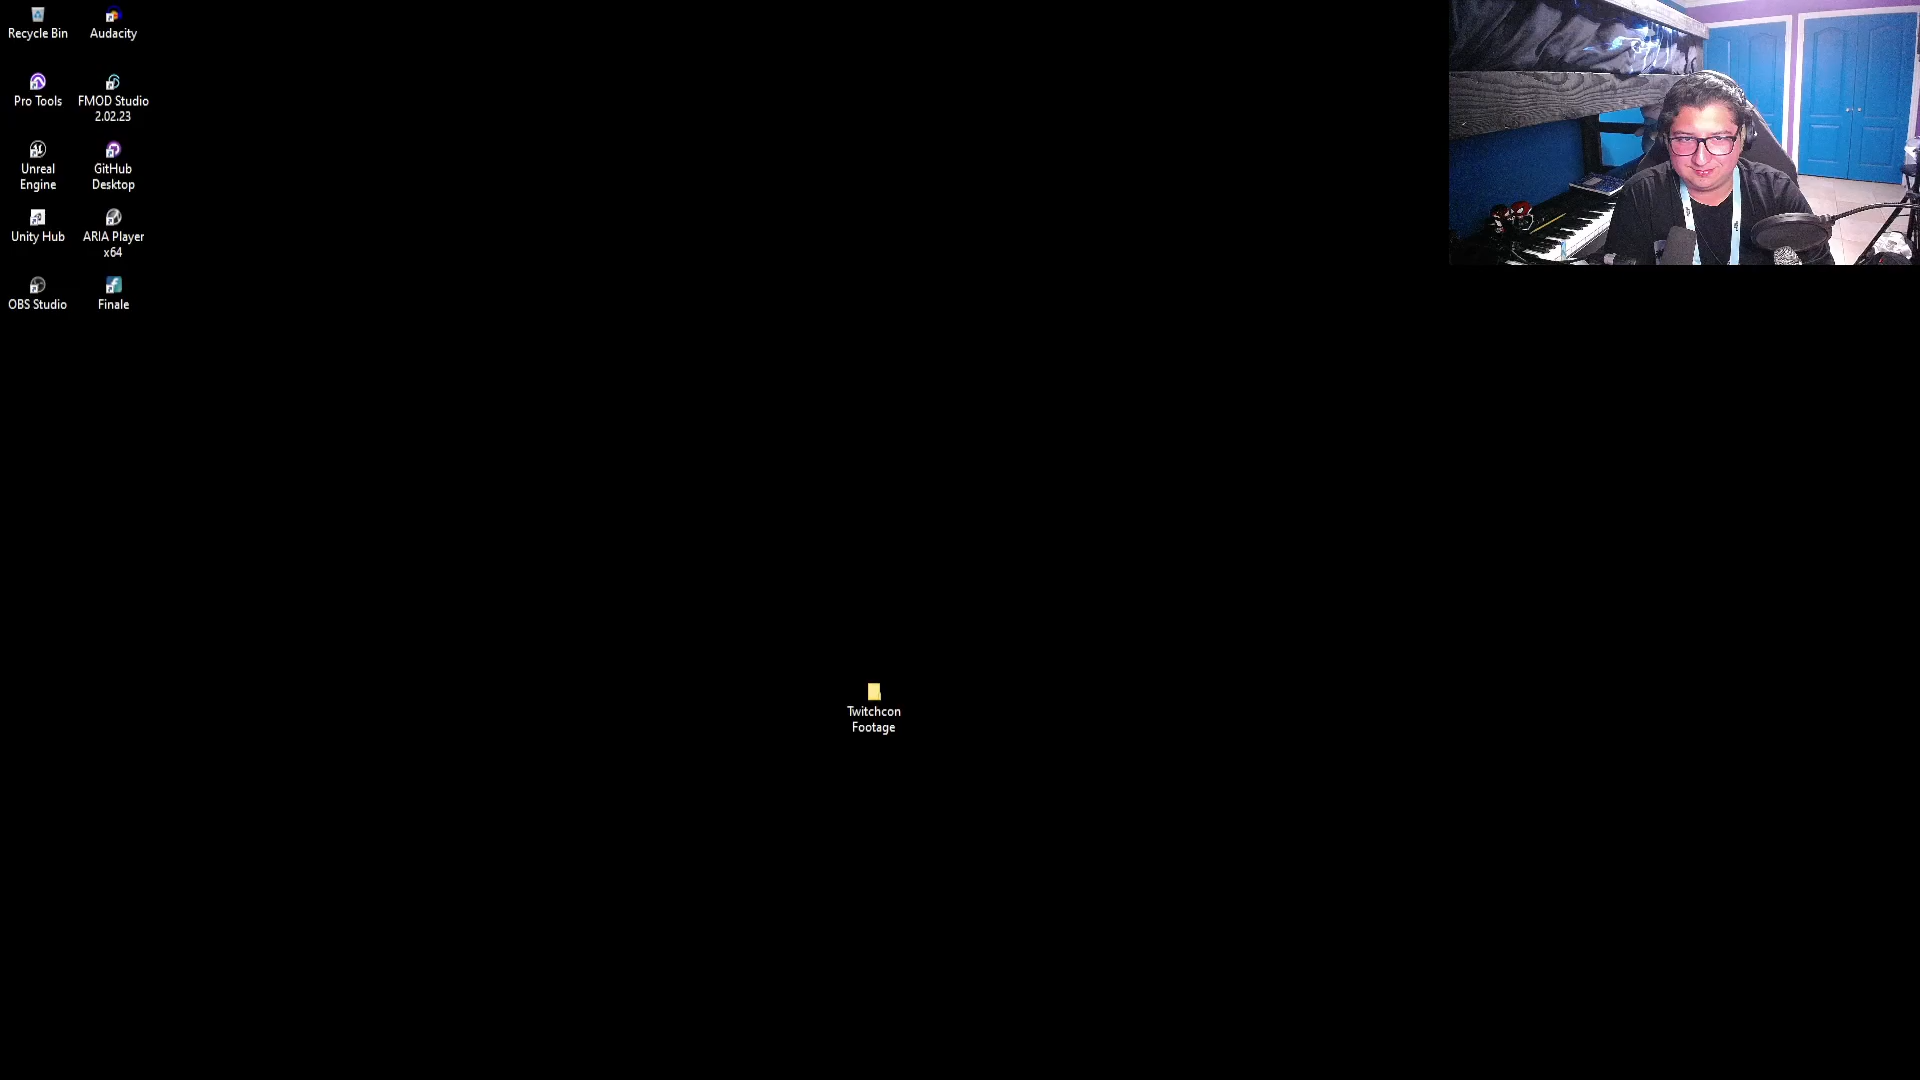 Recycle Bin
Audacity
Pro Tools
FMOD Studio
2.02.23
Unreal
Engine
GitHub
Desktop
Unity Hub
ARIA Player
x64
OBS Studio
Finale
Twitchcon
Footage